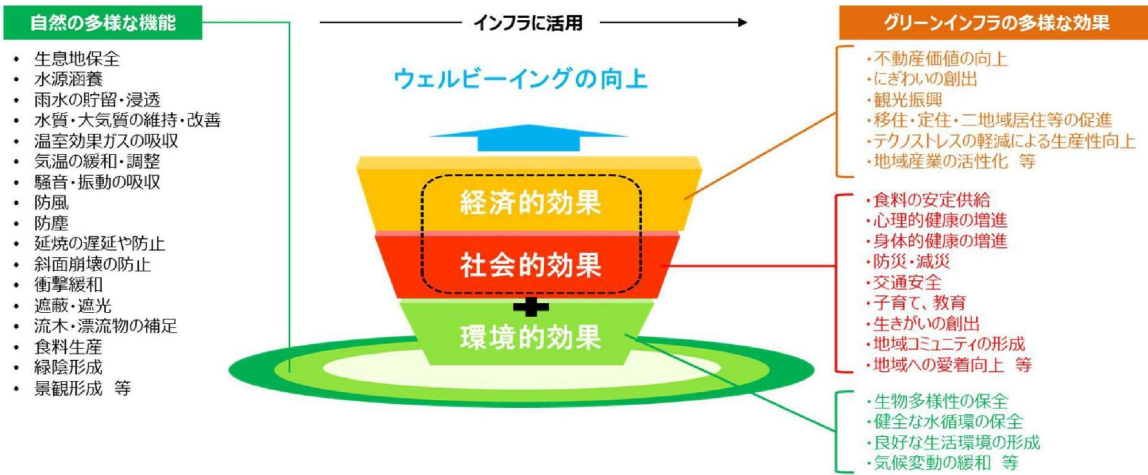 自然の多様な機能
・ 生息地保全
・ 水源涵養
・ 雨水の貯留・浸透
・ 水質・大気質の維持・改善
・ 温室効果ガスの吸収
・ 気温の緩和・調整
・ 騒音・振動の吸収
・ 防風
・ 防塵
・ 延焼の遅延や防止
・ 斜面崩壊の防止
・ 衝撃緩和
・ 遮蔽・遮光
・ 流木・漂流物の補足
・ 食料生産
・ 緑陰形成
・ 景観形成 等
インフラに活用
ウェルビーイングの向上
経済的効果
社会的効果
+
環境的効果
グリーンインフラの多様な効果
・不動産価値の向上
・にぎわいの創出
・観光振興
・移住・定住・二地域居住等の促進
・テクノストレスの軽減による生産性向上
・地域産業の活性化 等
・食料の安定供給
・心理的健康の増進
・身体的健康の増進
・防災・減災
・交通安全
・子育て、教育
・生きがいの創出
・地域コミュニティの形成
・地域への愛着向上 等
・生物多様性の保全
・健全な水循環の保全
・良好な生活環境の形成
・気候変動の緩和 等